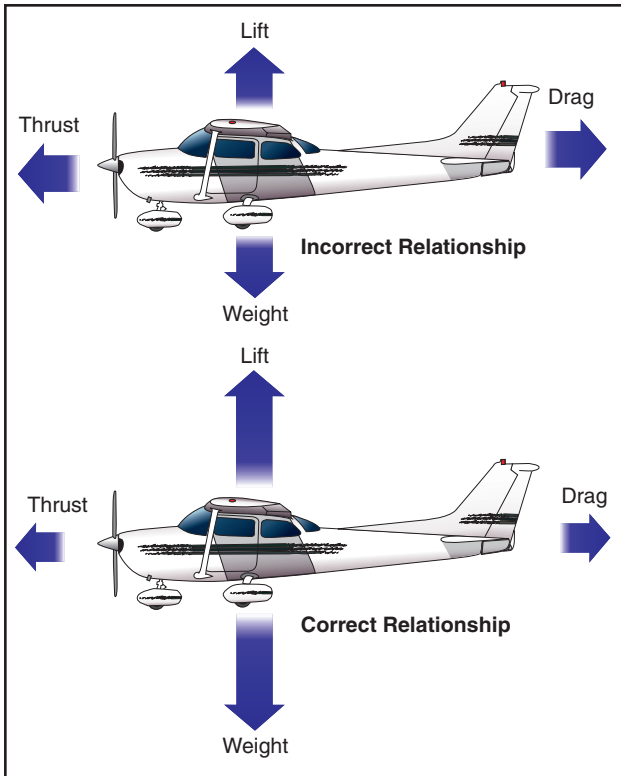 Lift
Thrust
Drag
Incorrect Relationship
Weight
Lift
Thrust
Drag
Correct Relationship
Weight